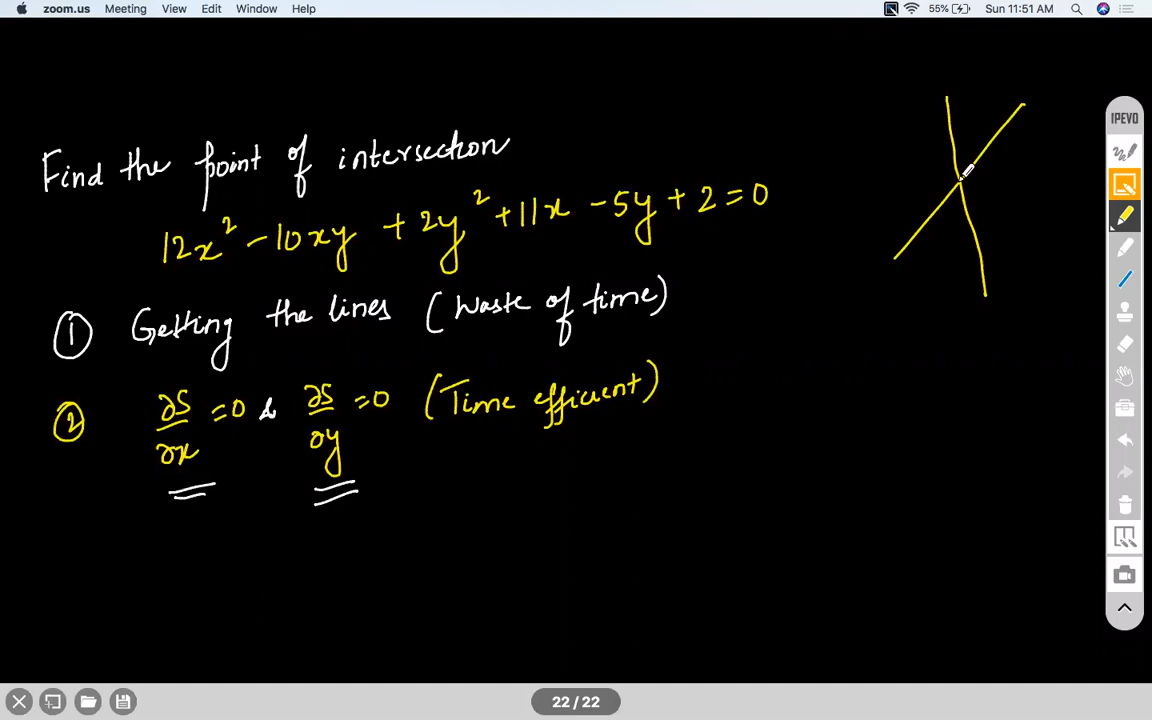 zoom.us Meeting View Edit Window Help 55% Sun 11:51 AM
IPEVO
Find the point of intersection
12x² - 10xy + 2y² + 11x - 5y + 2 = 0
① Getting the lines (Waste of time)
② ∂S/∂x = 0 & ∂S/∂y = 0 (Time efficient)
22 / 22